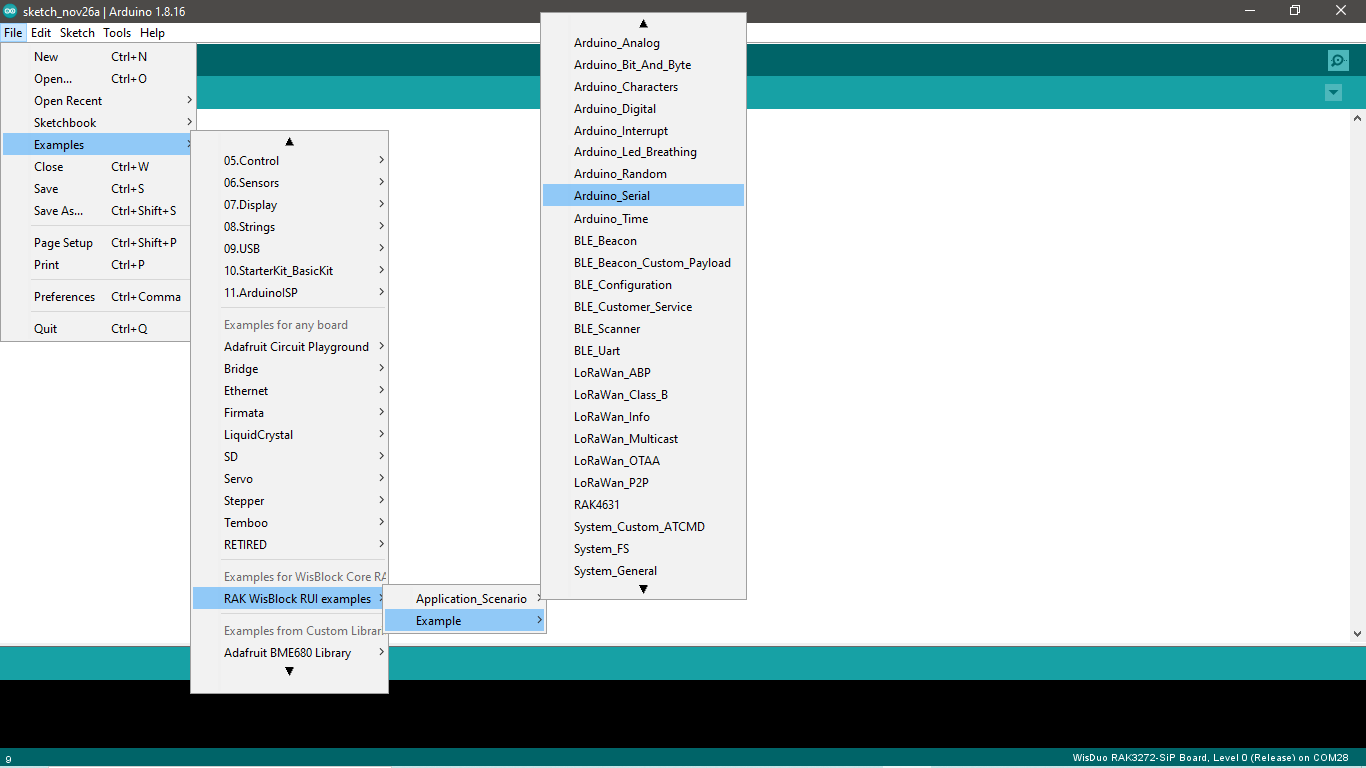 sketch_nov26a | Arduino 1.8.16
File Edit Sketch Tools Help
New Ctrl+N
Open... Ctrl+O
Open Recent
Sketchbook
Examples
Close Ctrl+W
Save Ctrl+S
Save As... Ctrl+Shift+S
Page Setup Ctrl+Shift+P
Print Ctrl+P
Preferences Ctrl+Comma
Quit Ctrl+Q
05.Control
06.Sensors
07.Display
08.Strings
09.USB
10.StarterKit_BasicKit
11.ArduinoISP
Examples for any board
Adafruit Circuit Playground
Bridge
Ethernet
Firmata
LiquidCrystal
SD
Servo
Stepper
Temboo
RETIRED
Examples for WisBlock Core RA
RAK WisBlock RUI examples
Examples from Custom Librar
Adafruit BME680 Library
Application_Scenario
Example
Arduino_Analog
Arduino_Bit_And_Byte
Arduino_Characters
Arduino_Digital
Arduino_Interrupt
Arduino_Led_Breathing
Arduino_Random
Arduino_Serial
Arduino_Time
BLE_Beacon
BLE_Beacon_Custom_Payload
BLE_Configuration
BLE_Customer_Service
BLE_Scanner
BLE_Uart
LoRaWan_ABP
LoRaWan_Class_B
LoRaWan_Info
LoRaWan_Multicast
LoRaWan_OTAA
LoRaWan_P2P
RAK4631
System_Custom_ATCMD
System_FS
System_General
9
WisDuo RAK3272-SiP Board, Level 0 (Release) on COM28